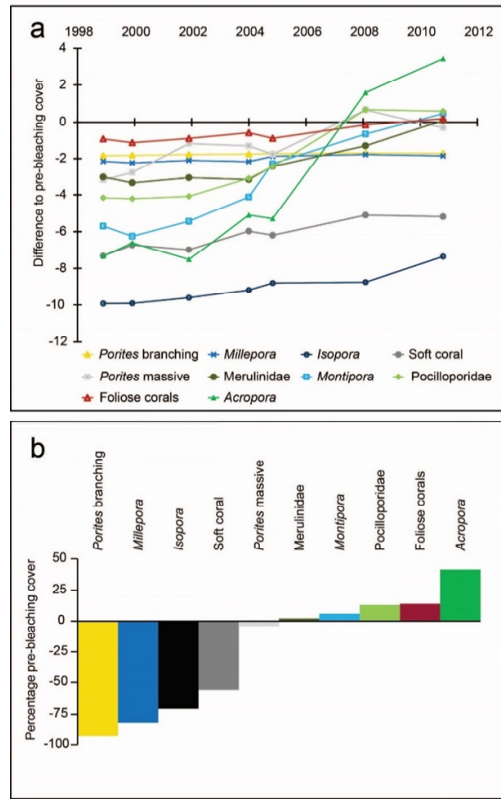 a
1998 2000 2002 2004 2006 2008 2010 2012
Difference to pre-bleaching cover
4
2
0
-2
-4
-6
-8
-10
-12
Porites branching Millepora Isopora Soft coral
Porites massive Merulinidae Montipora Pocilloporidae
Foliose corals Acropora
b
Porites branching
Millepora
isopora
Soft coral
Porites massive
Merulinidae
Montipora
Pocilloporidae
Foliose corals
Acropora
Percentage pre-bleaching cover
50
25
0
-25
-50
-75
-100